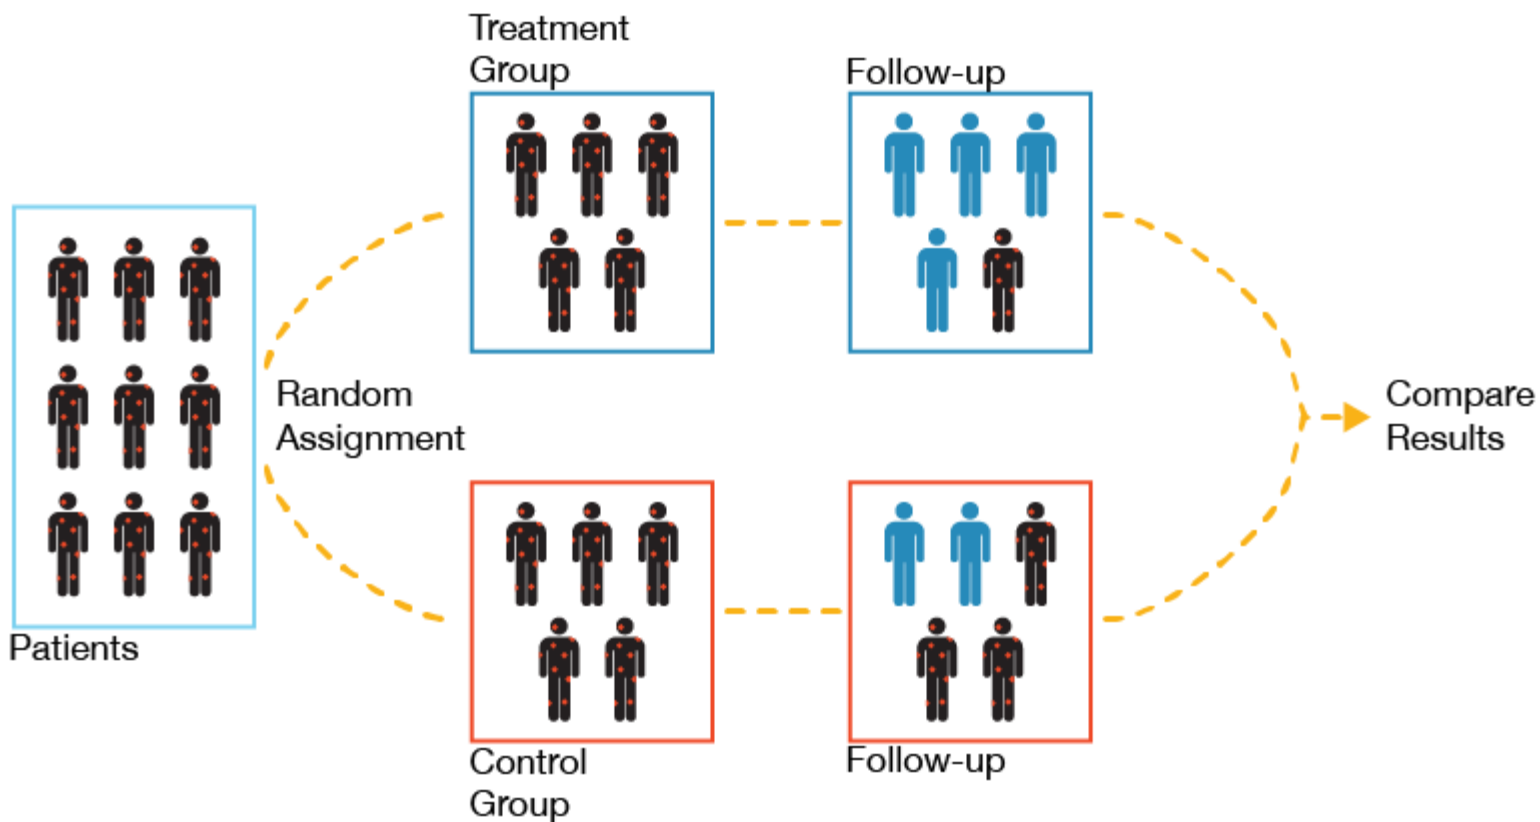 Treatment
Group
Follow-up
Random
Assignment
Compare
Results
Patients
Control
Group
Follow-up